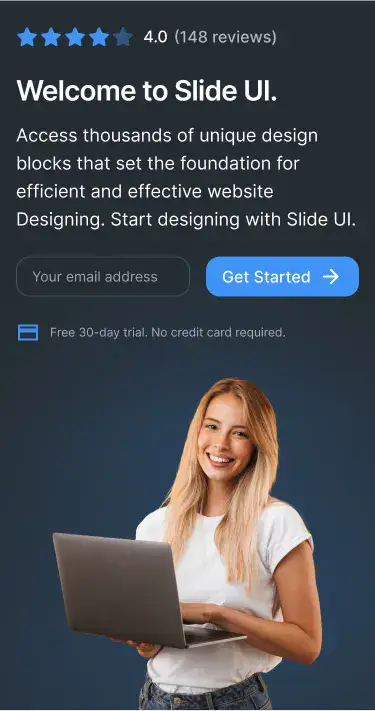 4.0 (148 reviews)
Welcome to Slide UI.
Access thousands of unique design
blocks that set the foundation for
efficient and effective website
Designing. Start designing with Slide UI.
Your email address
Get Started
Free 30-day trial. No credit card required.